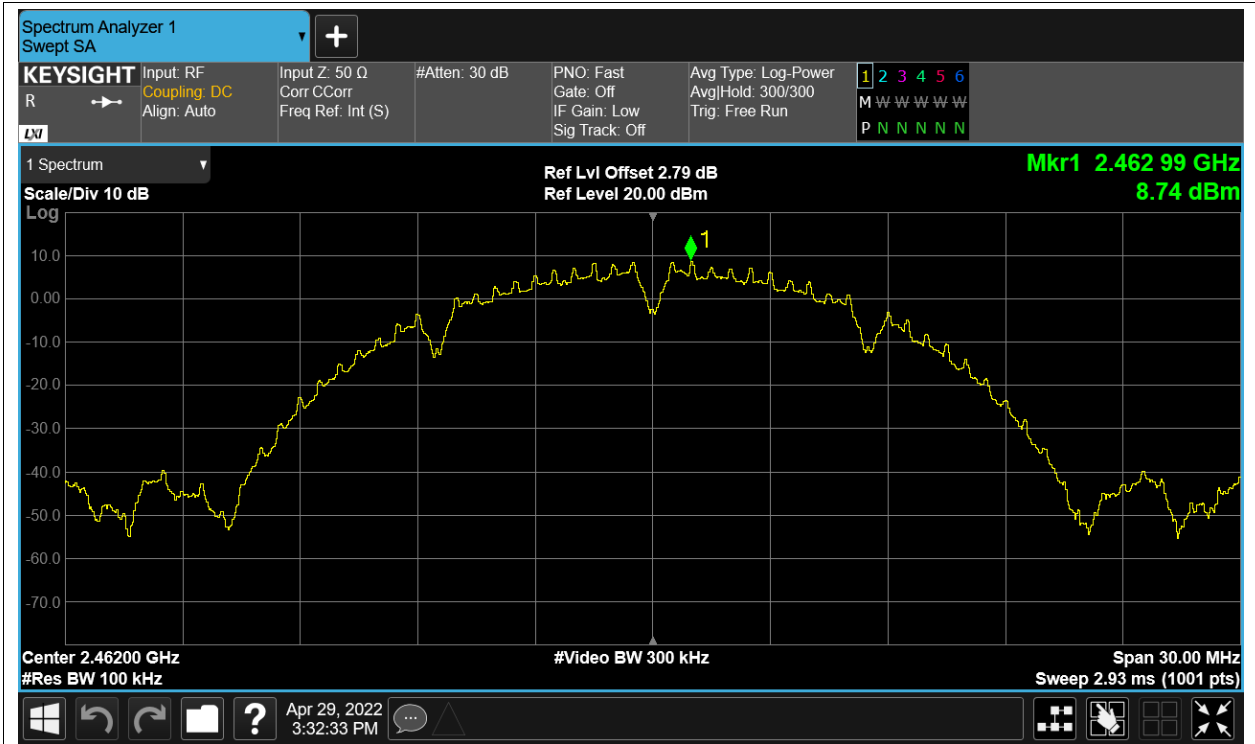 Spectrum Analyzer 1
Swept SA
+
KEYSIGHT
R
LXI
Input: RF
Coupling: DC
Align: Auto
Input Z: 50 Ω
Corr CCorr
Freq Ref: Int (S)
#Atten: 30 dB
PNO: Fast
Gate: Off
IF Gain: Low
Sig Track: Off
Avg Type: Log-Power
Avg|Hold: 300/300
Trig: Free Run
1 2 3 4 5 6
M W W W W W
P N N N N N
1 Spectrum
Scale/Div 10 dB
Log
Ref Lvl Offset 2.79 dB
Ref Level 20.00 dBm
Mkr1 2.462 99 GHz
8.74 dBm
1
10.0
0.00
-10.0
-20.0
-30.0
-40.0
-50.0
-60.0
-70.0
Center 2.46200 GHz
#Res BW 100 kHz
#Video BW 300 kHz
Span 30.00 MHz
Sweep 2.93 ms (1001 pts)
?
Apr 29, 2022
3:32:33 PM